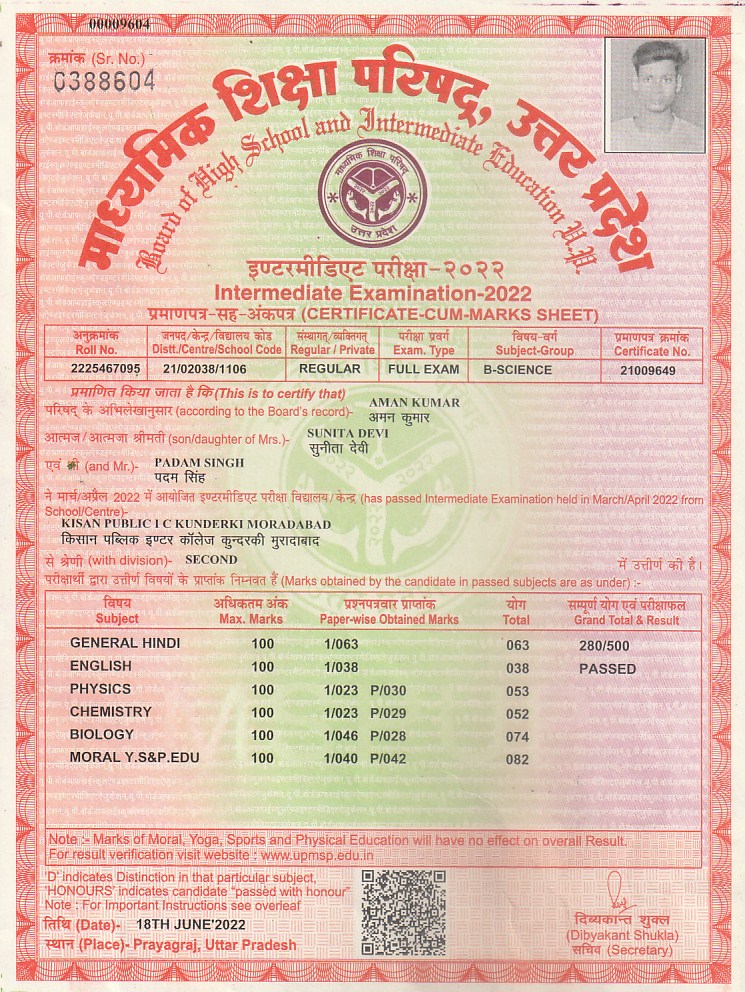 00009604
क्रमांक (Sr. No.)
0388604
माध्यमिक शिक्षा परिषद्, उत्तर प्रदेश
Board of High School and Intermediate Education U.P.
माध्यमिक शिक्षा परिषद्
उत्तर प्रदेश
इण्टरमीडिएट परीक्षा-२०२२
Intermediate Examination-2022
प्रमाणपत्र-सह-अंकपत्र (CERTIFICATE-CUM-MARKS SHEET)
अनुक्रमांक जनपद/केन्द्र/विद्यालय कोड संस्थागत/व्यक्तिगत परीक्षा प्रवर्ग विषय-वर्ग प्रमाणपत्र क्रमांक
Roll No. Distt./Centre/School Code Regular / Private Exam. Type Subject-Group Certificate No.
2225467095 21/02038/1106 REGULAR FULL EXAM B-SCIENCE 21009649
प्रमाणित किया जाता है कि (This is to certify that)
AMAN KUMAR
परिषद् के अभिलेखानुसार (according to the Board's record)- अमन कुमार
SUNITA DEVI
आत्मज/आत्मजा श्रीमती (son/daughter of Mrs.)- सुनीता देवी
एवं श्री (and Mr.)- PADAM SINGH
पदम सिंह
ने मार्च/अप्रैल 2022 में आयोजित इण्टरमीडिएट परीक्षा विद्यालय/केन्द्र (has passed Intermediate Examination held in March/April 2022 from
School/Centre)-
KISAN PUBLIC I C KUNDERKI MORADABAD
किसान पब्लिक इण्टर कॉलेज कुन्दरकी मुरादाबाद
से श्रेणी (with division)- SECOND में उत्तीर्ण की है।
परीक्षार्थी द्वारा उत्तीर्ण विषयों के प्राप्तांक निम्नवत हैं (Marks obtained by the candidate in passed subjects are as under) :-
विषय अधिकतम अंक प्रश्नपत्रवार प्राप्तांक योग सम्पूर्ण योग एवं परीक्षाफल
Subject Max. Marks Paper-wise Obtained Marks Total Grand Total & Result
GENERAL HINDI 100 1/063 063 280/500
ENGLISH 100 1/038 038 PASSED
PHYSICS 100 1/023 P/030 053
CHEMISTRY 100 1/023 P/029 052
BIOLOGY 100 1/046 P/028 074
MORAL Y.S&P.EDU 100 1/040 P/042 082
Note :- Marks of Moral, Yoga, Sports and Physical Education will have no effect on overall Result.
For result verification visit website : www.upmsp.edu.in
'D' indicates Distinction in that particular subject,
'HONOURS' indicates candidate "passed with honour"
Note : For Important Instructions see overleaf
तिथि (Date)- 18TH JUNE'2022
स्थान (Place)- Prayagraj, Uttar Pradesh
दिब्यकान्त शुक्ल
(Dibyakant Shukla)
सचिव (Secretary)